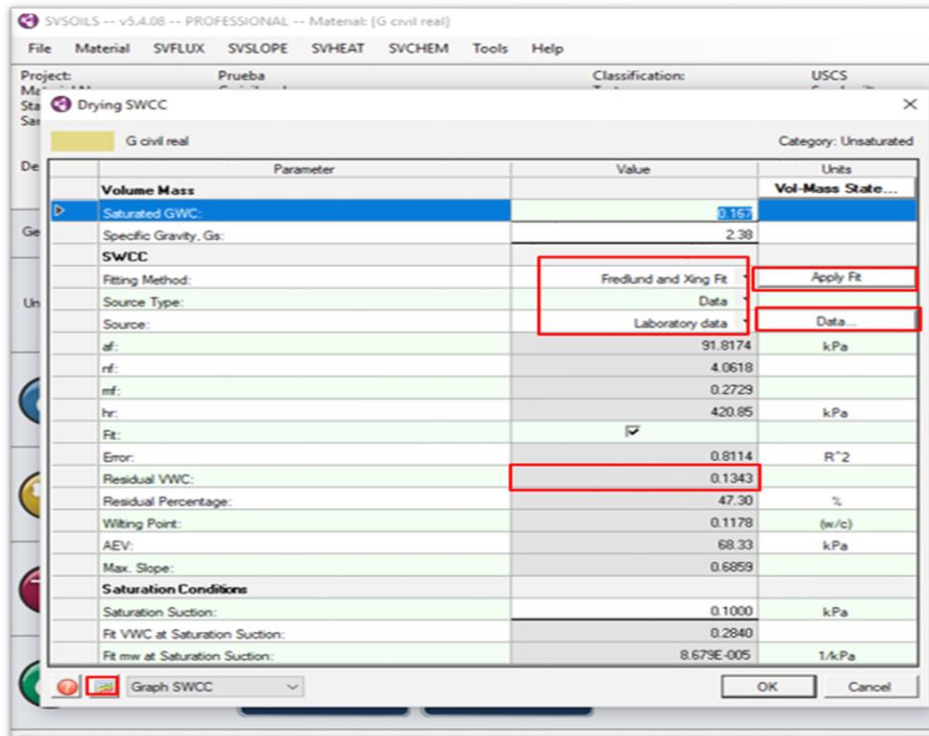 SVSOILS -- v5.4.08 -- PROFESSIONAL -- Material: [G civil real]
File Material SVFLUX SVSLOPE SVHEAT SVCHEM Tools Help
Project: Prueba Classification: USCS
Sta
Sar
Drying SWCC
G civil real Category: Unsaturated
De
Parameter Value Units
Volume Mass Vol-Mass State...
Saturated GWC: 0.167
Ge
Specific Gravity, Gs: 2.38
SWCC
Fitting Method: Fredlund and Xing Fit Apply Fit
Un
Source Type: Data
Source: Laboratory data Data...
af: 91.8174 kPa
nf: 4.0618
mf: 0.2729
hr: 420.85 kPa
Fit:
Error: 0.8114 R^2
Residual VWC: 0.1343
Residual Percentage: 47.30 %
Wilting Point: 0.1178 (w/c)
AEV: 68.33 kPa
Max. Slope: 0.6859
Saturation Conditions
Saturation Suction: 0.1000 kPa
Fit VWC at Saturation Suction: 0.2840
Fit mw at Saturation Suction: 8.679E-005 1/kPa
Graph SWCC OK Cancel